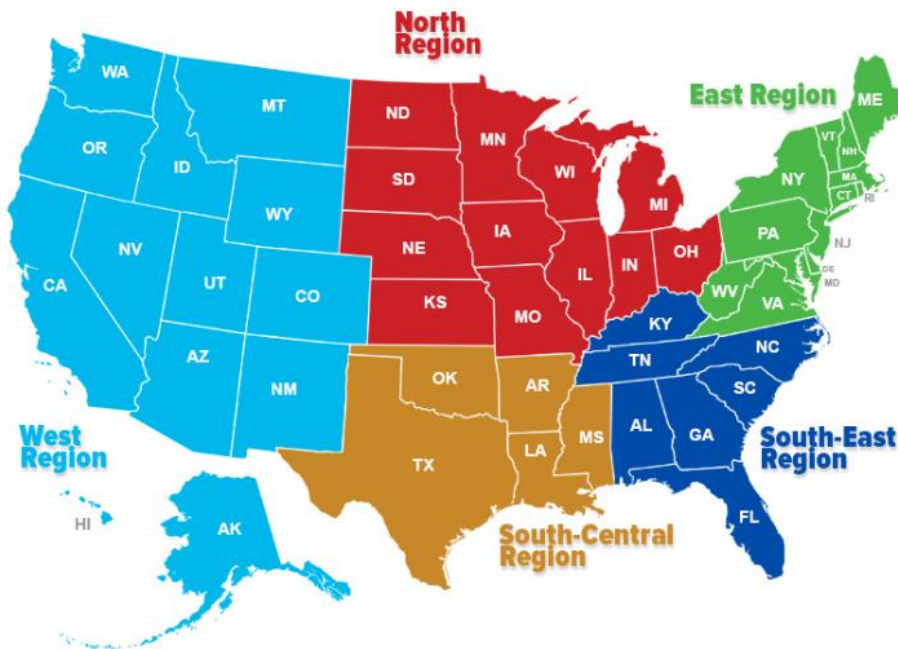 North
Region
WA
MT
ND
MN
East Region
ME
VT
NH
OR
ID
SD
WI
NY
MA
CT
RI
WY
MI
IA
PA
NJ
NE
NV
OH
CA
UT
CO
IL
IN
DE
MD
WV
VA
KS
MO
KY
NC
TN
AZ
NM
OK
AR
SC
West
Region
MS
AL
GA
South-East
Region
LA
TX
HI
AK
FL
South-Central
Region